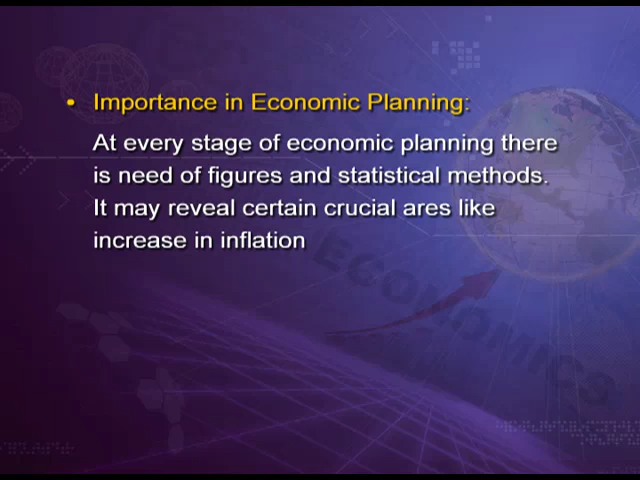 • Importance in Economic Planning:
At every stage of economic planning there
is need of figures and statistical methods.
It may reveal certain crucial ares like
increase in inflation
ECONOMICS